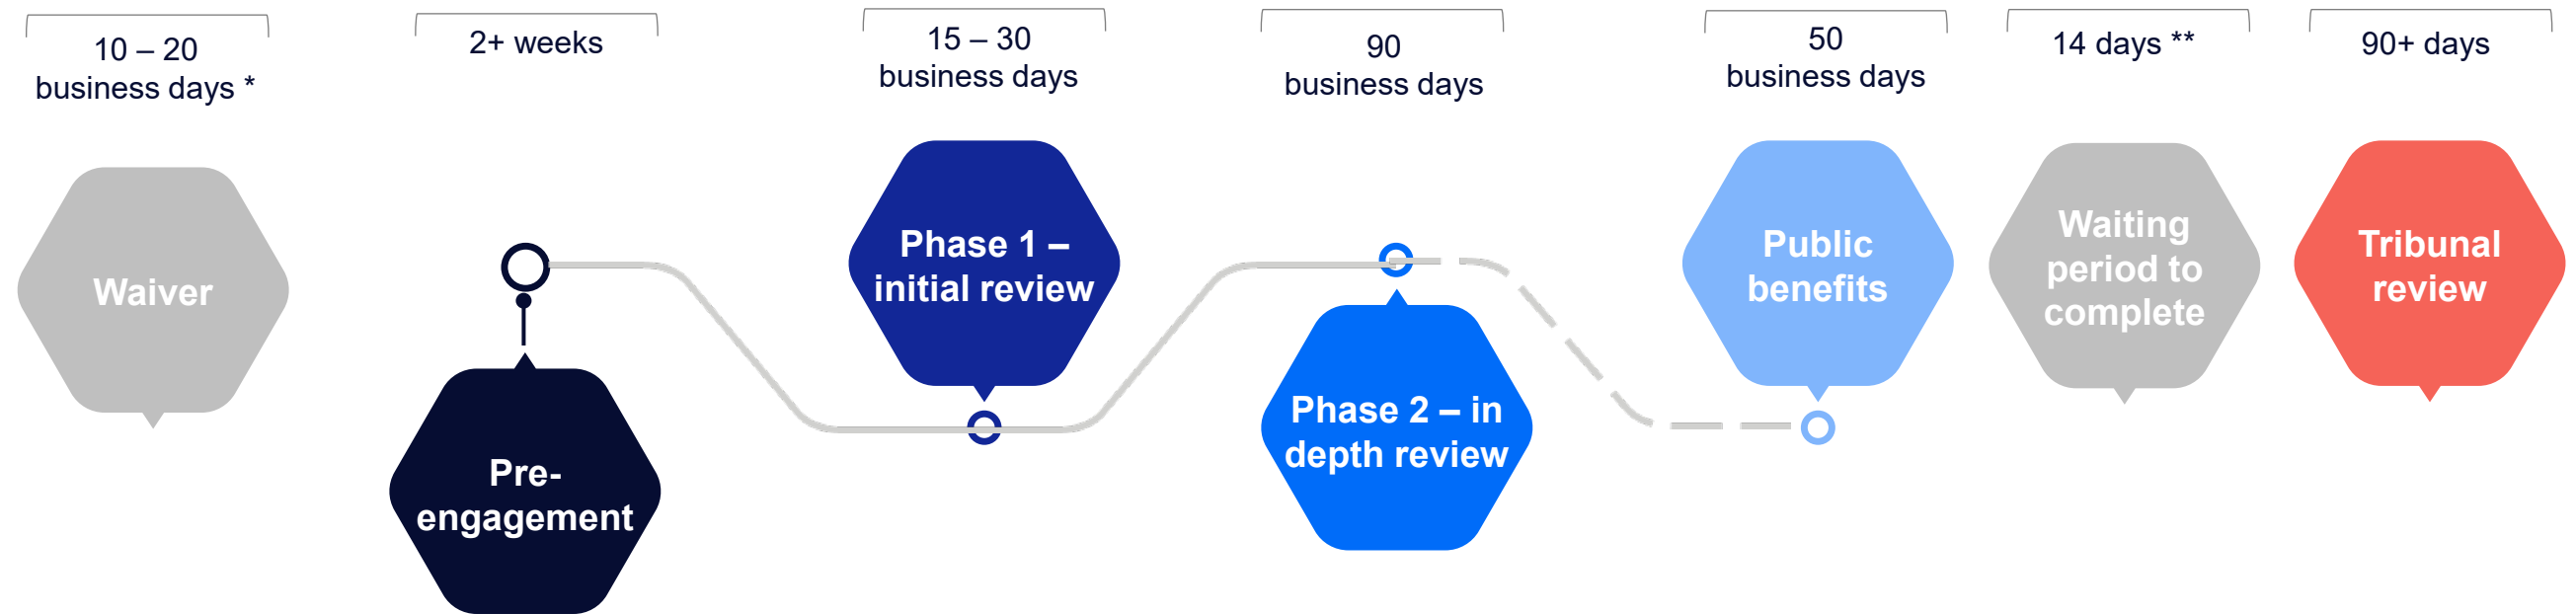 10 – 20
business days *
2+ weeks
15 – 30
business days
90
business days
50
business days
14 days **
90+ days
Waiver
Pre-
engagement
Phase 1 –
initial review
Phase 2 – in
depth review
Public
benefits
Waiting
period to
complete
Tribunal
review